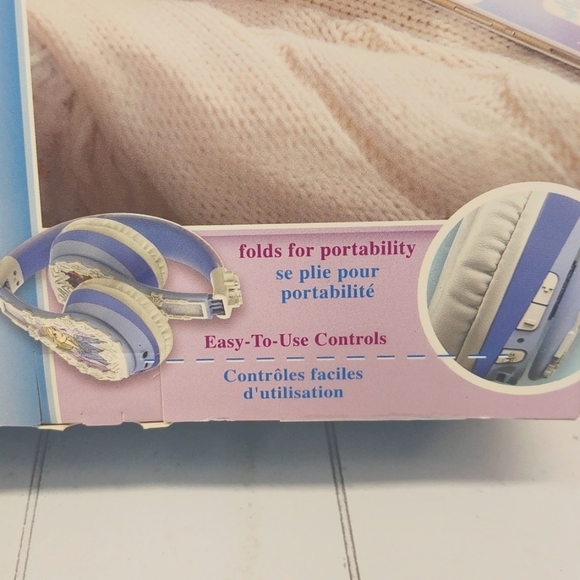 folds for portability
se plie pour
portabilité
Easy-To-Use Controls
Contrôles faciles
d'utilisation